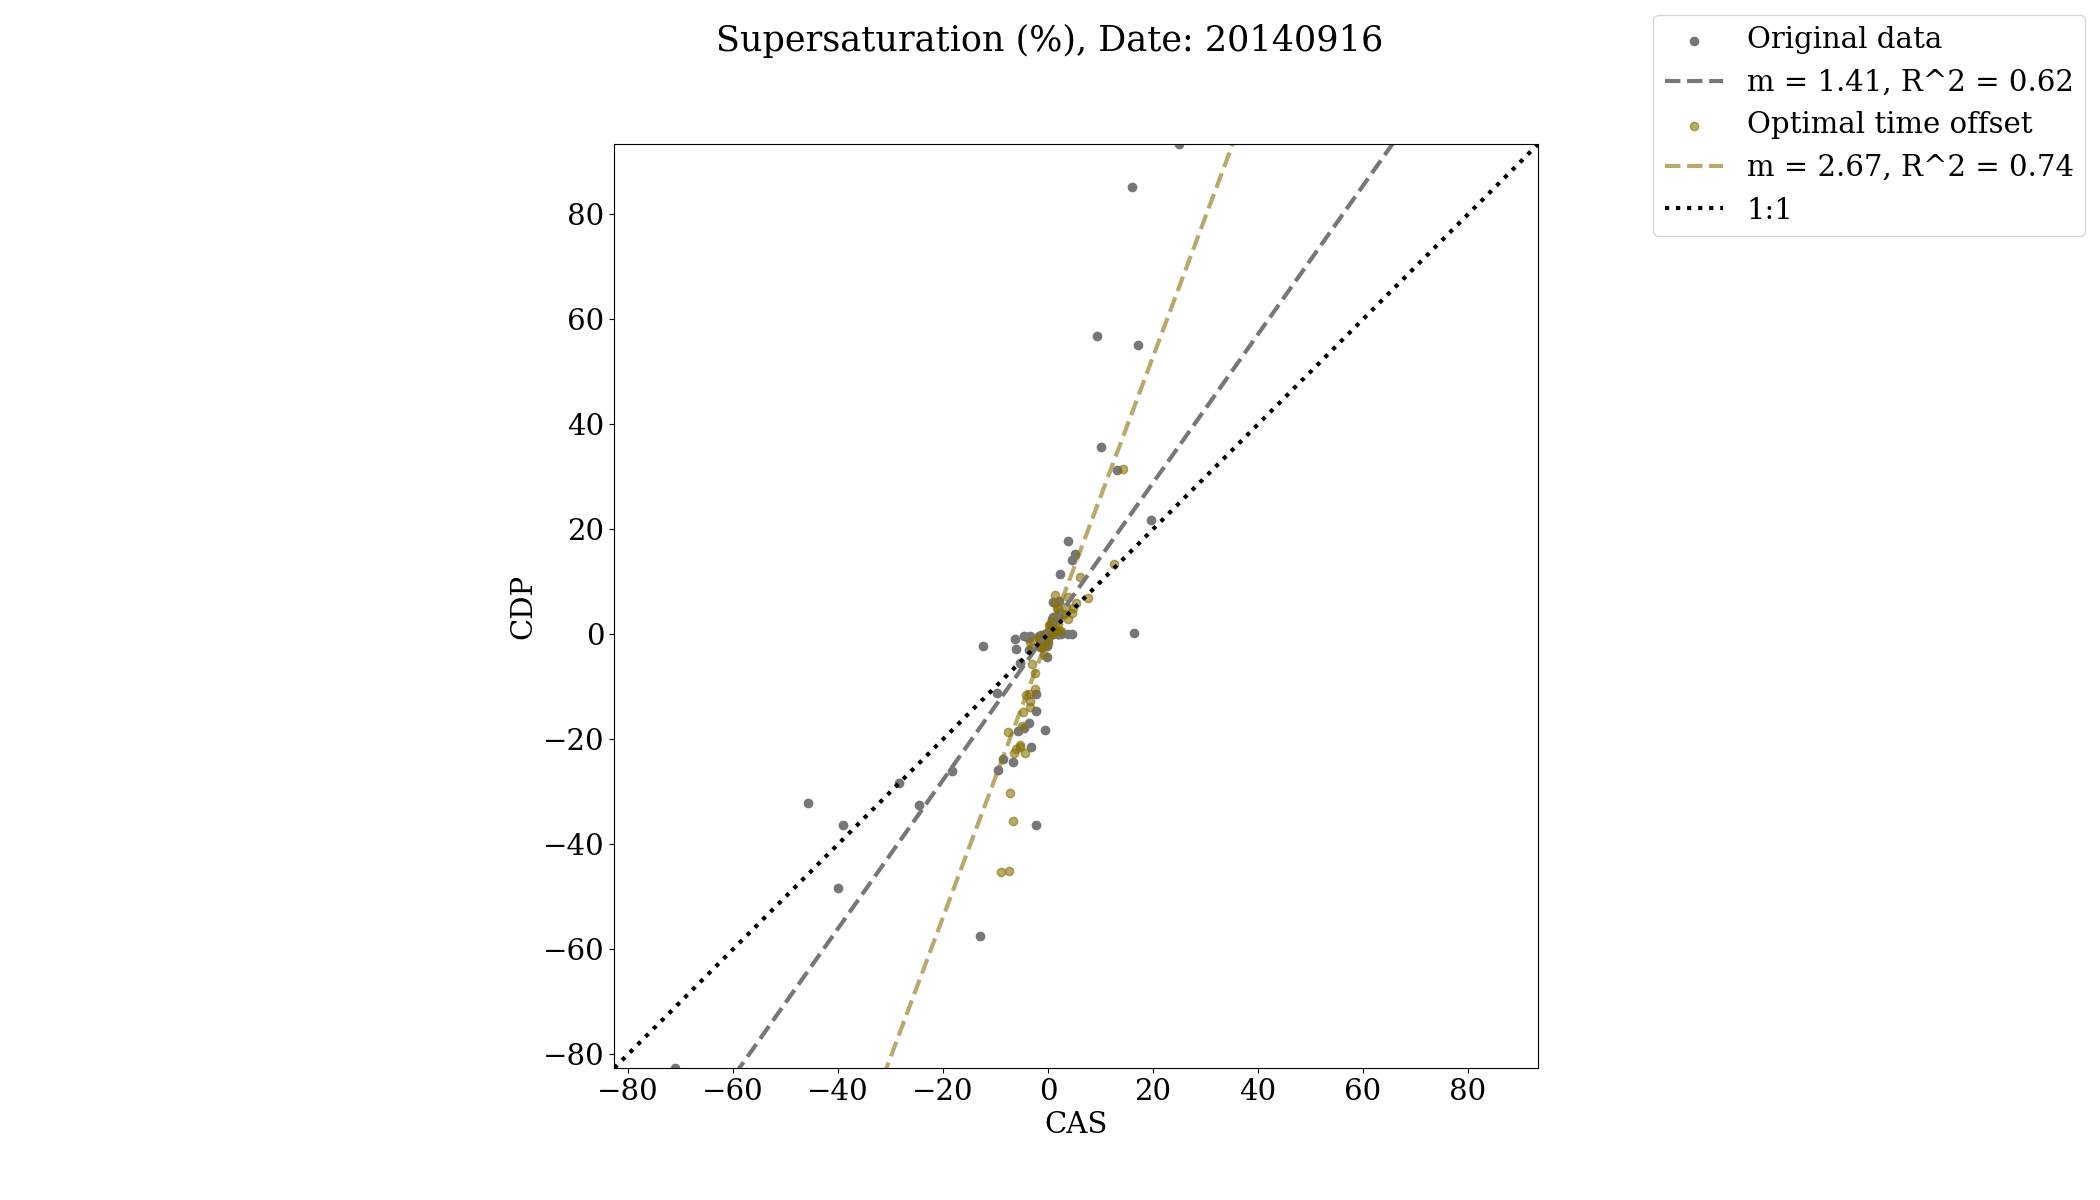 Supersaturation (%), Date: 20140916
Original data
m = 1.41, R^2 = 0.62
Optimal time offset
m = 2.67, R^2 = 0.74
1:1
80
60
40
20
0
−20
−40
−60
−80
CDP
−80 −60 −40 −20 0 20 40 60 80
CAS